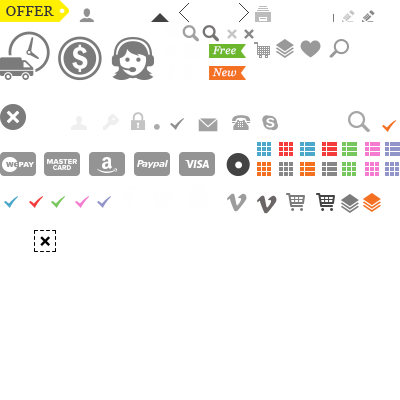 OFFER
Free
New
WePAY
MASTER CARD
a
Paypal
VISA
S